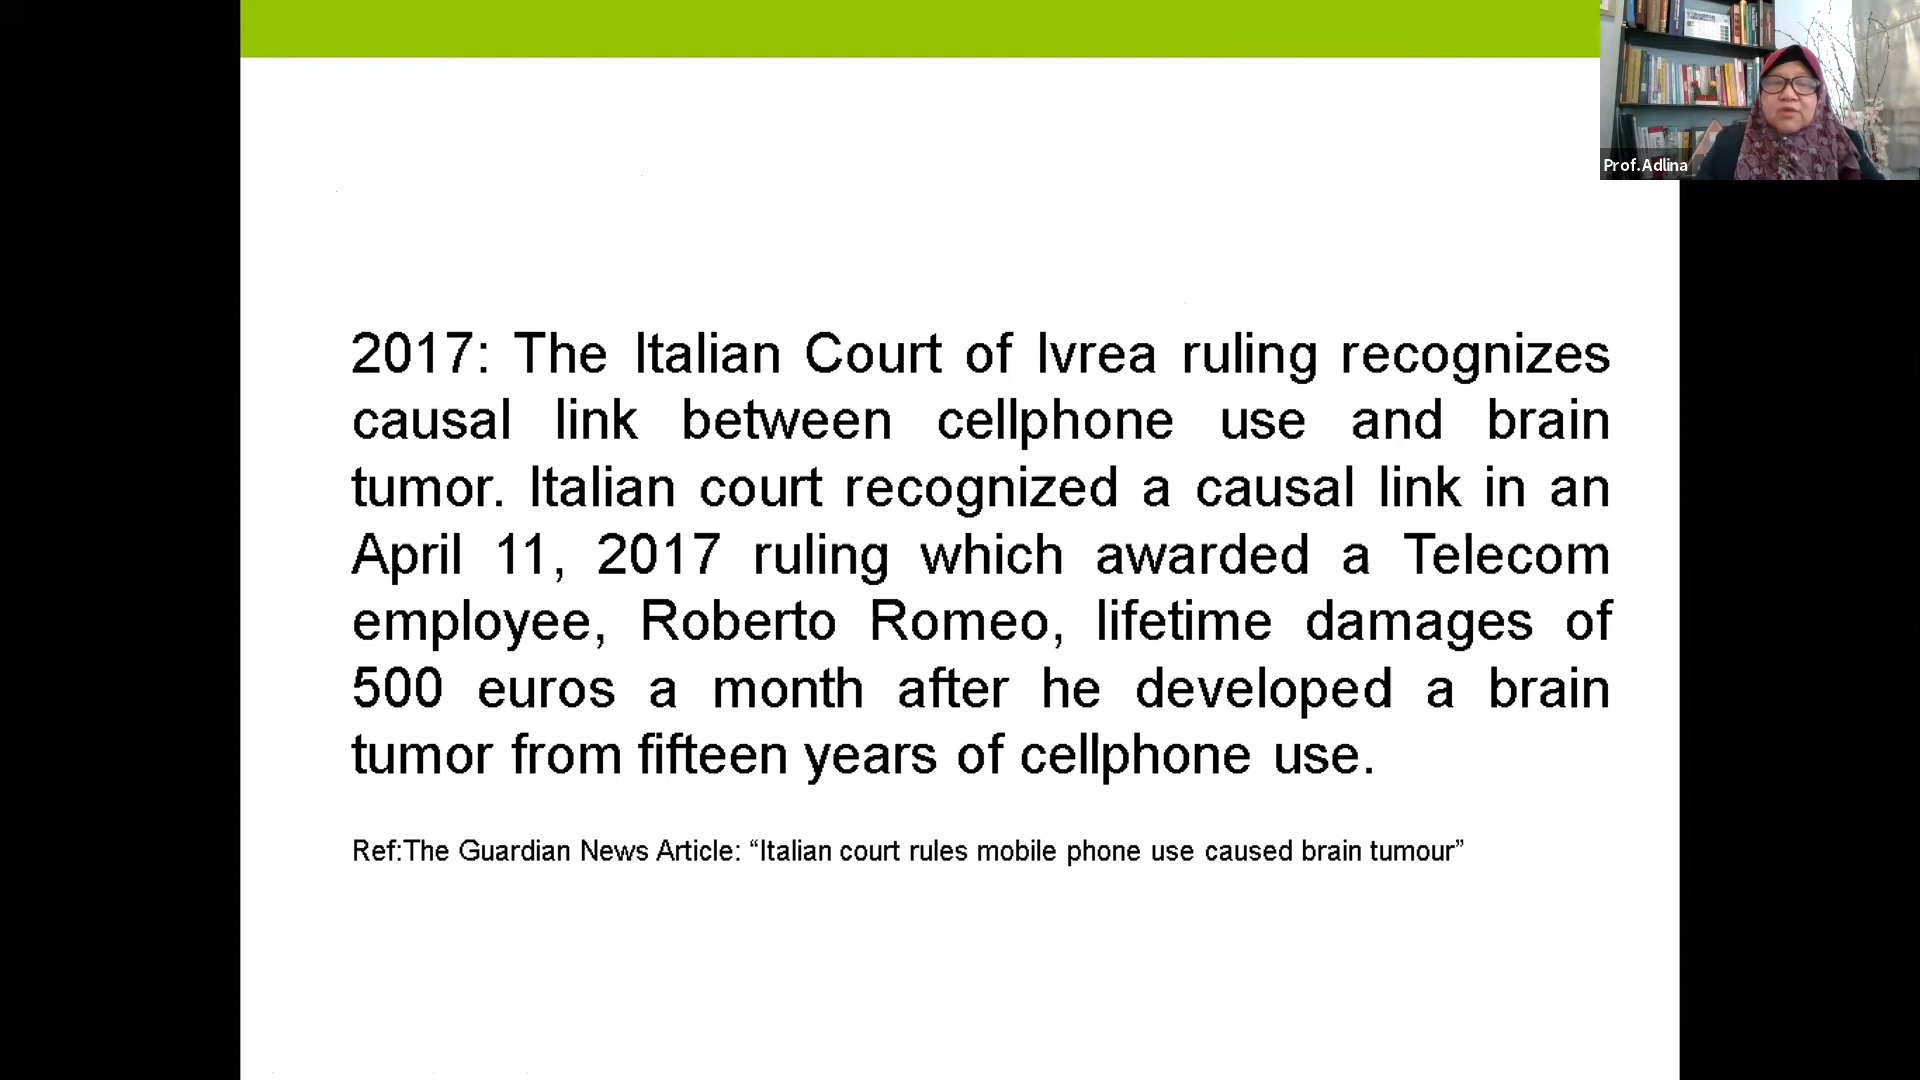 Prof.Adlina
2017: The Italian Court of Ivrea ruling recognizes
causal link between cellphone use and brain
tumor. Italian court recognized a causal link in an
April 11, 2017 ruling which awarded a Telecom
employee, Roberto Romeo, lifetime damages of
500 euros a month after he developed a brain
tumor from fifteen years of cellphone use.
Ref:The Guardian News Article: “Italian court rules mobile phone use caused brain tumour”